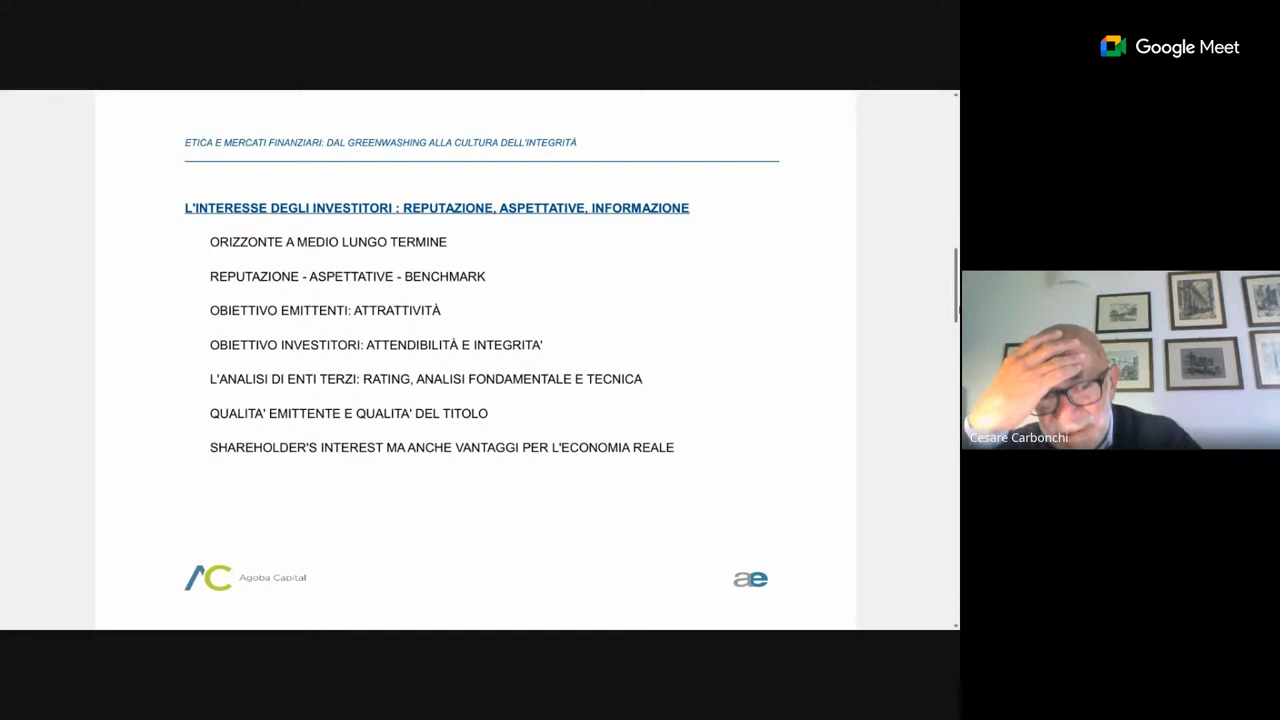 Google Meet
ETICA E MERCATI FINANZIARI: DAL GREENWASHING ALLA CULTURA DELL'INTEGRITÀ
L'INTERESSE DEGLI INVESTITORI : REPUTAZIONE, ASPETTATIVE, INFORMAZIONE
ORIZZONTE A MEDIO LUNGO TERMINE
REPUTAZIONE - ASPETTATIVE - BENCHMARK
OBIETTIVO EMITTENTI: ATTRATTIVITÀ
OBIETTIVO INVESTITORI: ATTENDIBILITÀ E INTEGRITA'
L'ANALISI DI ENTI TERZI: RATING, ANALISI FONDAMENTALE E TECNICA
QUALITA' EMITTENTE E QUALITA' DEL TITOLO
SHAREHOLDER'S INTEREST MA ANCHE VANTAGGI PER L'ECONOMIA REALE
Cesare Carbonchi
AC Agoba Capital
ae